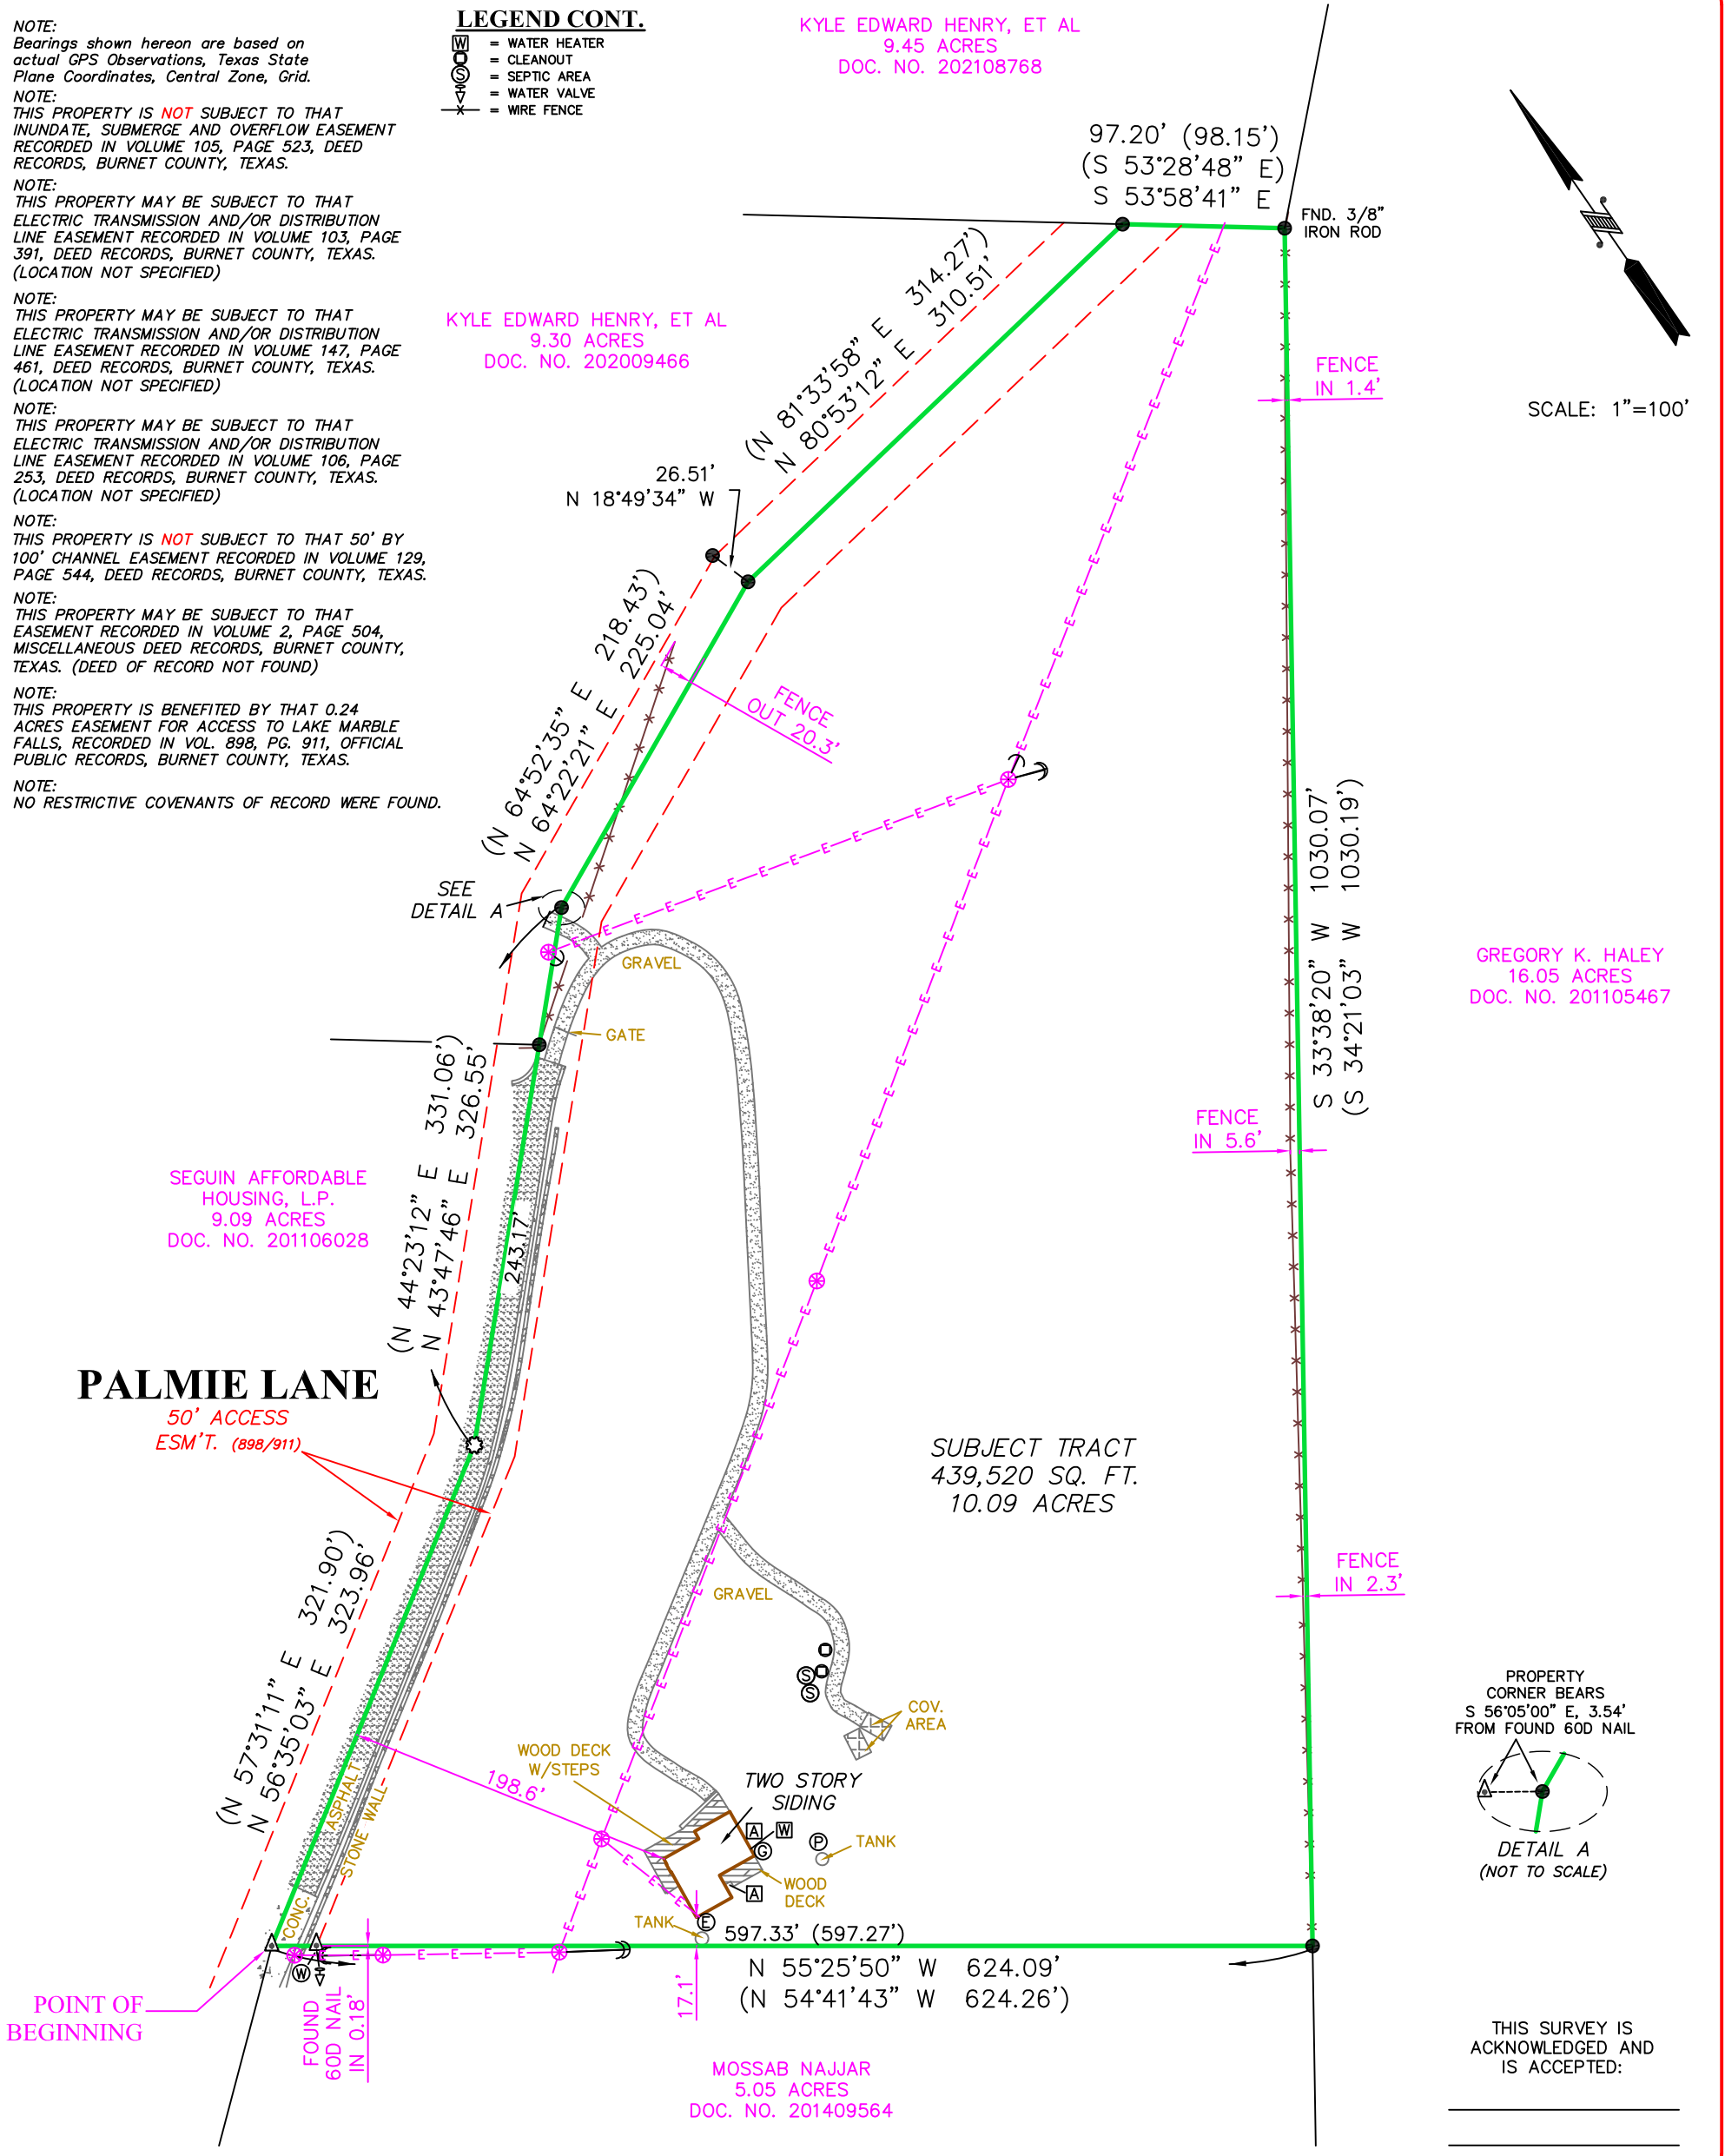 NOTE:
Bearings shown hereon are based on
actual GPS Observations, Texas State
Plane Coordinates, Central Zone, Grid.
NOTE:
THIS PROPERTY IS NOT SUBJECT TO THAT
INUNDATE, SUBMERGE AND OVERFLOW EASEMENT
RECORDED IN VOLUME 105, PAGE 523, DEED
RECORDS, BURNET COUNTY, TEXAS.
NOTE:
THIS PROPERTY MAY BE SUBJECT TO THAT
ELECTRIC TRANSMISSION AND/OR DISTRIBUTION
LINE EASEMENT RECORDED IN VOLUME 103, PAGE
391, DEED RECORDS, BURNET COUNTY, TEXAS.
(LOCATION NOT SPECIFIED)
NOTE:
THIS PROPERTY MAY BE SUBJECT TO THAT
ELECTRIC TRANSMISSION AND/OR DISTRIBUTION
LINE EASEMENT RECORDED IN VOLUME 147, PAGE
461, DEED RECORDS, BURNET COUNTY, TEXAS.
(LOCATION NOT SPECIFIED)
NOTE:
THIS PROPERTY MAY BE SUBJECT TO THAT
ELECTRIC TRANSMISSION AND/OR DISTRIBUTION
LINE EASEMENT RECORDED IN VOLUME 106, PAGE
253, DEED RECORDS, BURNET COUNTY, TEXAS.
(LOCATION NOT SPECIFIED)
NOTE:
THIS PROPERTY IS NOT SUBJECT TO THAT 50' BY
100' CHANNEL EASEMENT RECORDED IN VOLUME 129,
PAGE 544, DEED RECORDS, BURNET COUNTY, TEXAS.
NOTE:
THIS PROPERTY MAY BE SUBJECT TO THAT
EASEMENT RECORDED IN VOLUME 2, PAGE 504,
MISCELLANEOUS DEED RECORDS, BURNET COUNTY,
TEXAS. (DEED OF RECORD NOT FOUND)
NOTE:
THIS PROPERTY IS BENEFITED BY THAT 0.24
ACRES EASEMENT FOR ACCESS TO LAKE MARBLE
FALLS, RECORDED IN VOL. 898, PG. 911, OFFICIAL
PUBLIC RECORDS, BURNET COUNTY, TEXAS.
NOTE:
NO RESTRICTIVE COVENANTS OF RECORD WERE FOUND.
LEGEND CONT.
W = WATER HEATER
= CLEANOUT
S = SEPTIC AREA
= WATER VALVE
= WIRE FENCE
KYLE EDWARD HENRY, ET AL
9.45 ACRES
DOC. NO. 202108768
97.20' (98.15')
(S 53°28'48" E)
S 53°58'41" E
FND. 3/8"
IRON ROD
SCALE: 1"=100'
KYLE EDWARD HENRY, ET AL
9.30 ACRES
DOC. NO. 202009466
(N 81°33'58" E 314.27')
N 80°53'12" E 310.51'
26.51'
N 18°49'34" W
FENCE
IN 1.4'
(N 64°52'35" E 218.43')
N 64°22'21" E 225.04'
FENCE
OUT 20.3'
SEE
DETAIL A
GRAVEL
GATE
S 33°38'20" W 1030.07'
(S 34°21'03" W 1030.19')
GREGORY K. HALEY
16.05 ACRES
DOC. NO. 201105467
FENCE
IN 5.6'
(N 44°23'12" E 331.06')
N 43°47'46" E 326.55'
243.17'
SEGUIN AFFORDABLE
HOUSING, L.P.
9.09 ACRES
DOC. NO. 201106028
PALMIE LANE
50' ACCESS
ESM'T. (898/911)
SUBJECT TRACT
439,520 SQ. FT.
10.09 ACRES
FENCE
IN 2.3'
(N 57°31'11" E 321.90')
N 56°35'03" E 323.96'
GRAVEL
S
S
COV.
AREA
WOOD DECK
W/STEPS
198.6'
TWO STORY
SIDING
A
W
G
P
TANK
WOOD
DECK
A
TANK
E
ASPHALT
STONE WALL
CONC.
W
597.33' (597.27')
N 55°25'50" W 624.09'
(N 54°41'43" W 624.26')
17.1'
POINT OF
BEGINNING
FOUND
60D NAIL
IN 0.18'
MOSSAB NAJJAR
5.05 ACRES
DOC. NO. 201409564
PROPERTY
CORNER BEARS
S 56°05'00" E, 3.54'
FROM FOUND 60D NAIL
DETAIL A
(NOT TO SCALE)
THIS SURVEY IS
ACKNOWLEDGED AND
IS ACCEPTED: